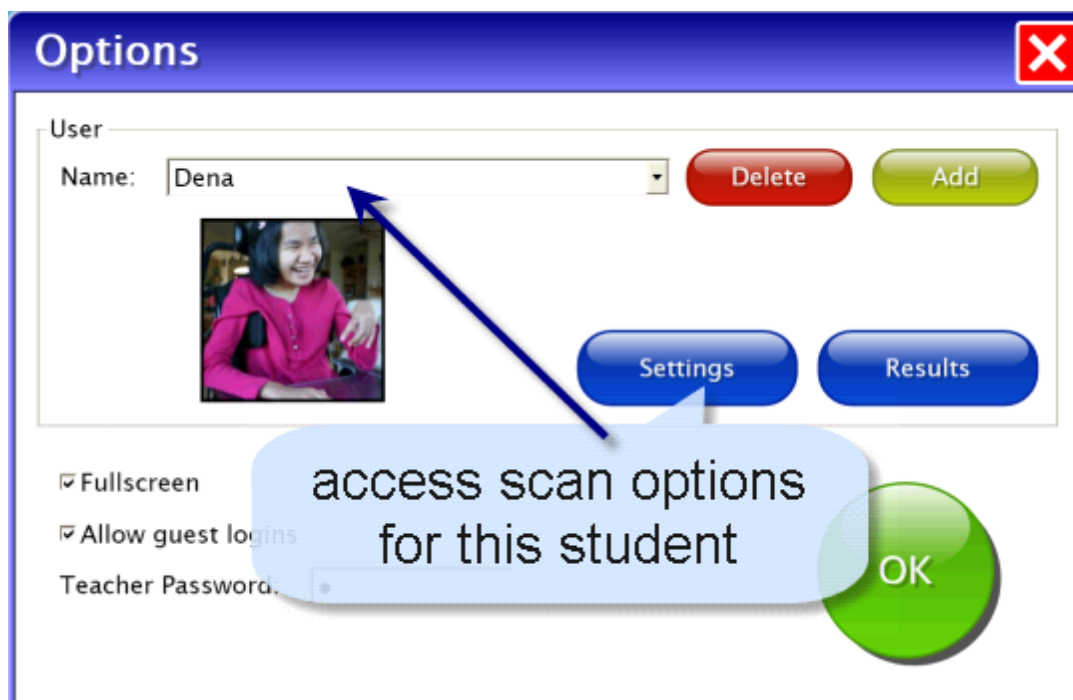 Options
User
Name: Dena Delete Add
Settings Results
Fullscreen
access scan options
for this student
Allow guest logins
Teacher Password:
OK